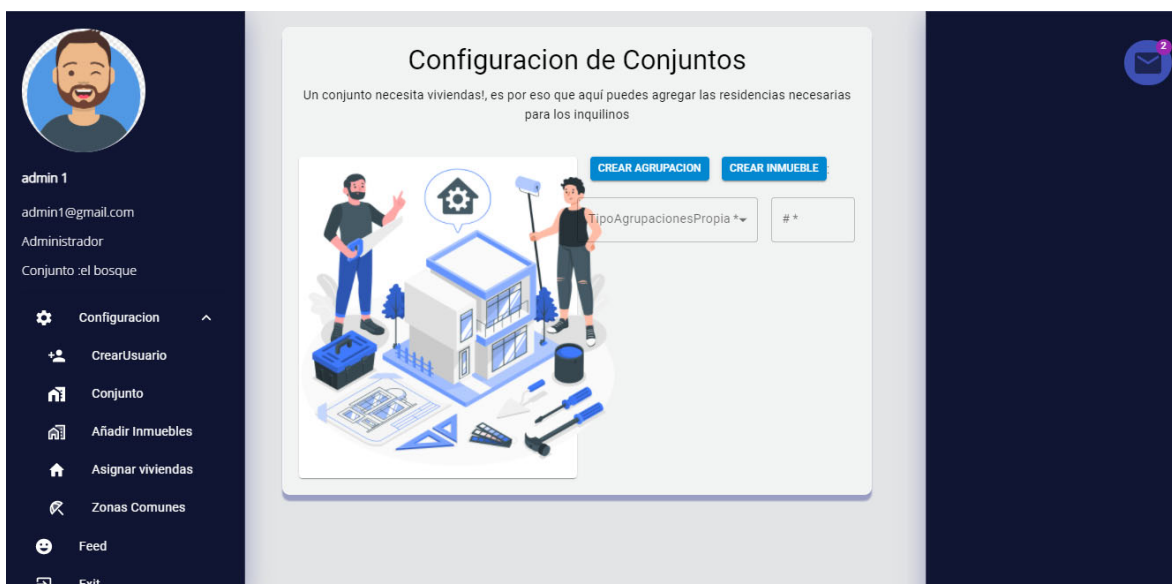 admin 1
admin1@gmail.com
Administrador
Conjunto :el bosque
Configuracion
CrearUsuario
Conjunto
Añadir Inmuebles
Asignar viviendas
Zonas Comunes
Feed
Exit
Configuracion de Conjuntos
Un conjunto necesita viviendas!, es por eso que aquí puedes agregar las residencias necesarias
para los inquilinos
CREAR AGRUPACION
CREAR INMUEBLE
TipoAgrupacionesPropia *
# *
2